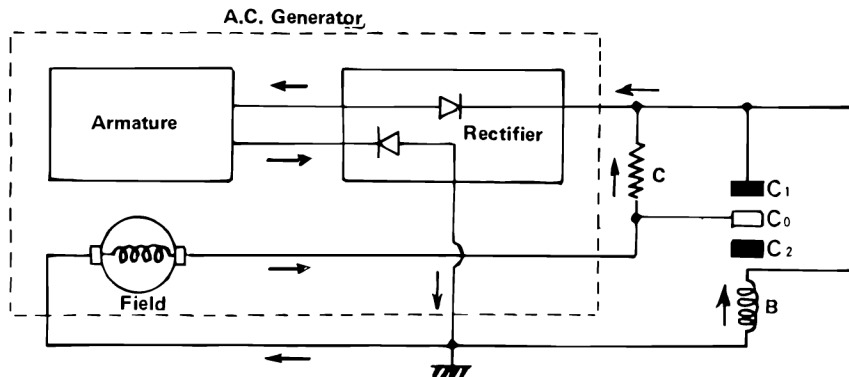 A.C. Generator
Armature
Rectifier
C
C1
C0
C2
Field
B